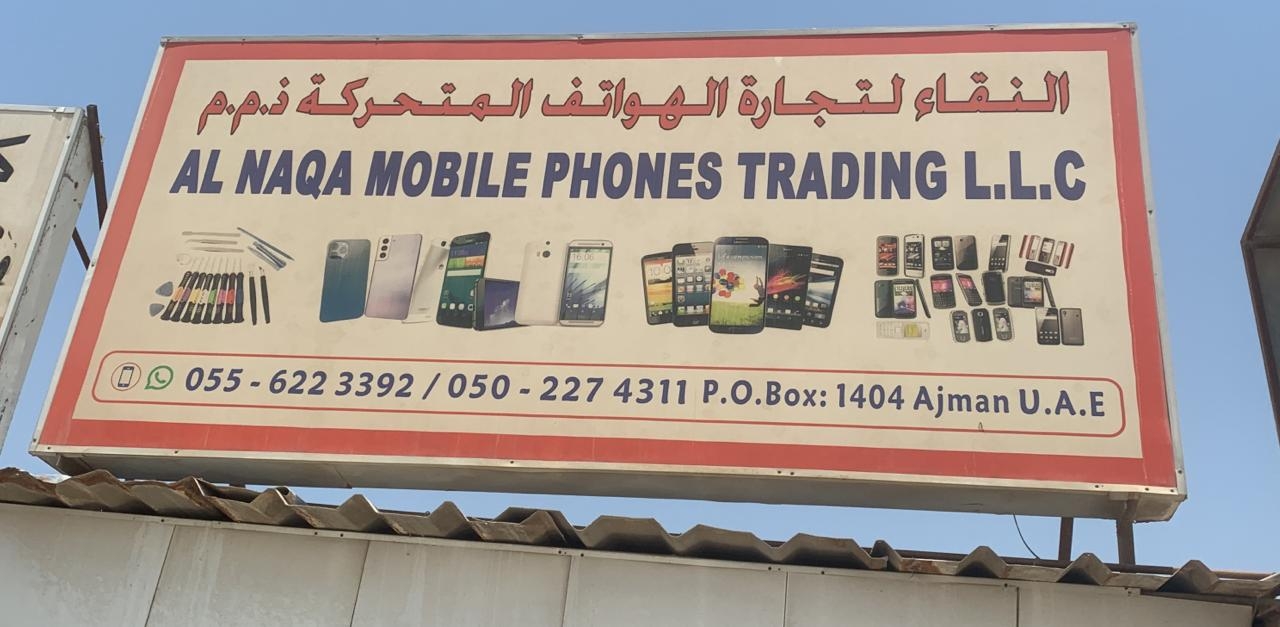 النقاء لتجارة الهواتف المتحركة ذ.م.م
AL NAQA MOBILE PHONES TRADING L.L.C
055 - 622 3392 / 050 - 227 4311 P.O.Box: 1404 Ajman U.A.E